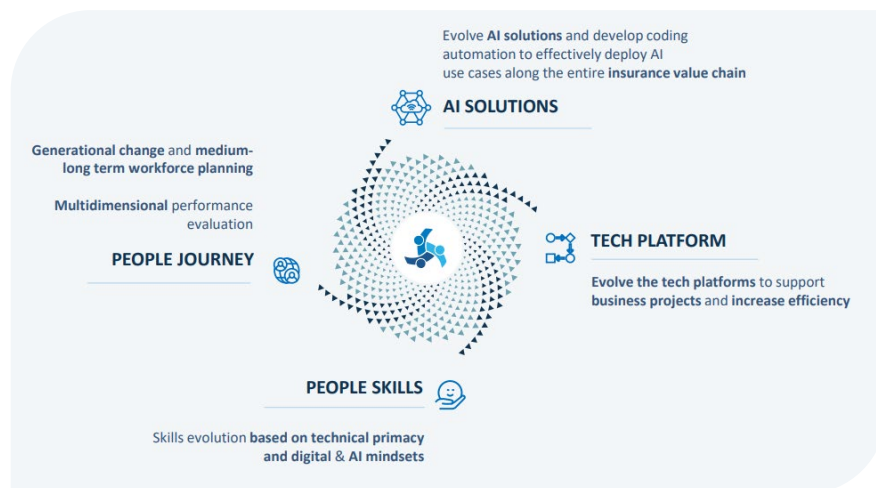 Evolve AI solutions and develop coding
automation to effectively deploy AI
use cases along the entire insurance value chain
AI SOLUTIONS
Generational change and medium-
long term workforce planning
Multidimensional performance
evaluation
PEOPLE JOURNEY
TECH PLATFORM
Evolve the tech platforms to support
business projects and increase efficiency
PEOPLE SKILLS
Skills evolution based on technical primacy
and digital & AI mindsets